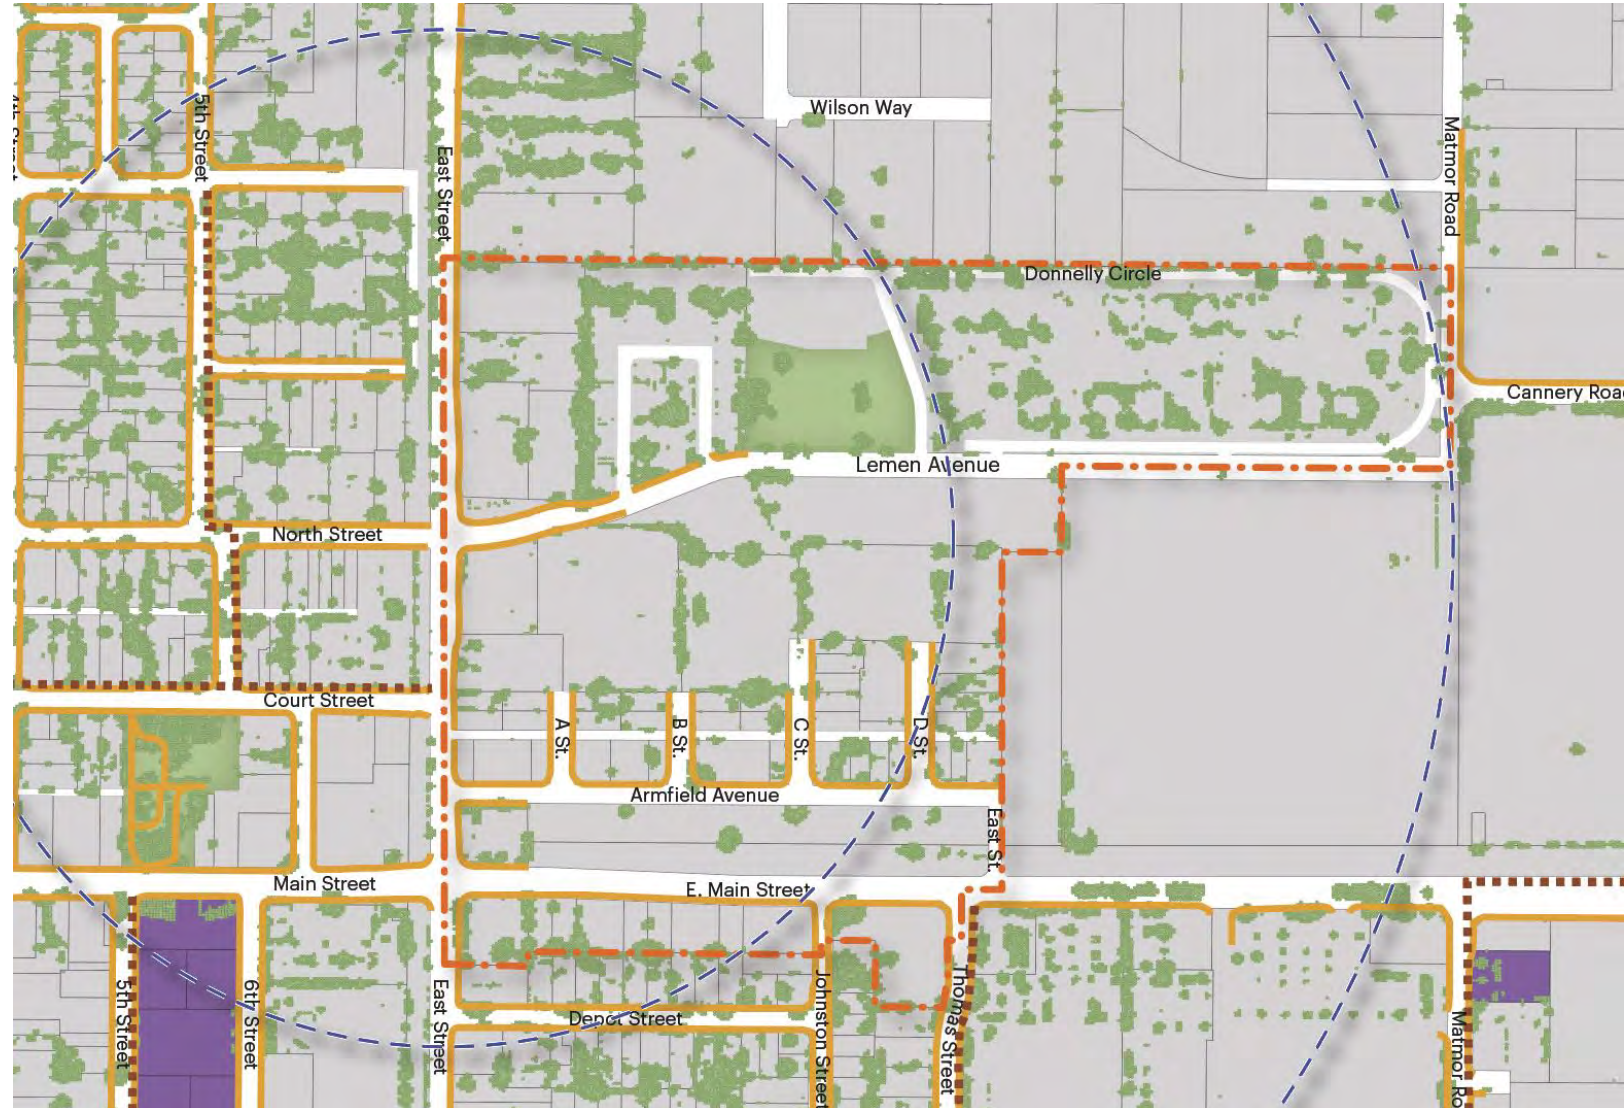 Wilson Way
5th Street
East Street
Matmor Road
Donnelly Circle
Cannery Road
Lemen Avenue
North Street
Court Street
A St.
B St.
C St.
D St.
Armfield Avenue
East St.
Main Street
E. Main Street
5th Street
6th Street
East Street
Depot Street
Johnston Street
Thomas Street
Matmor Ro